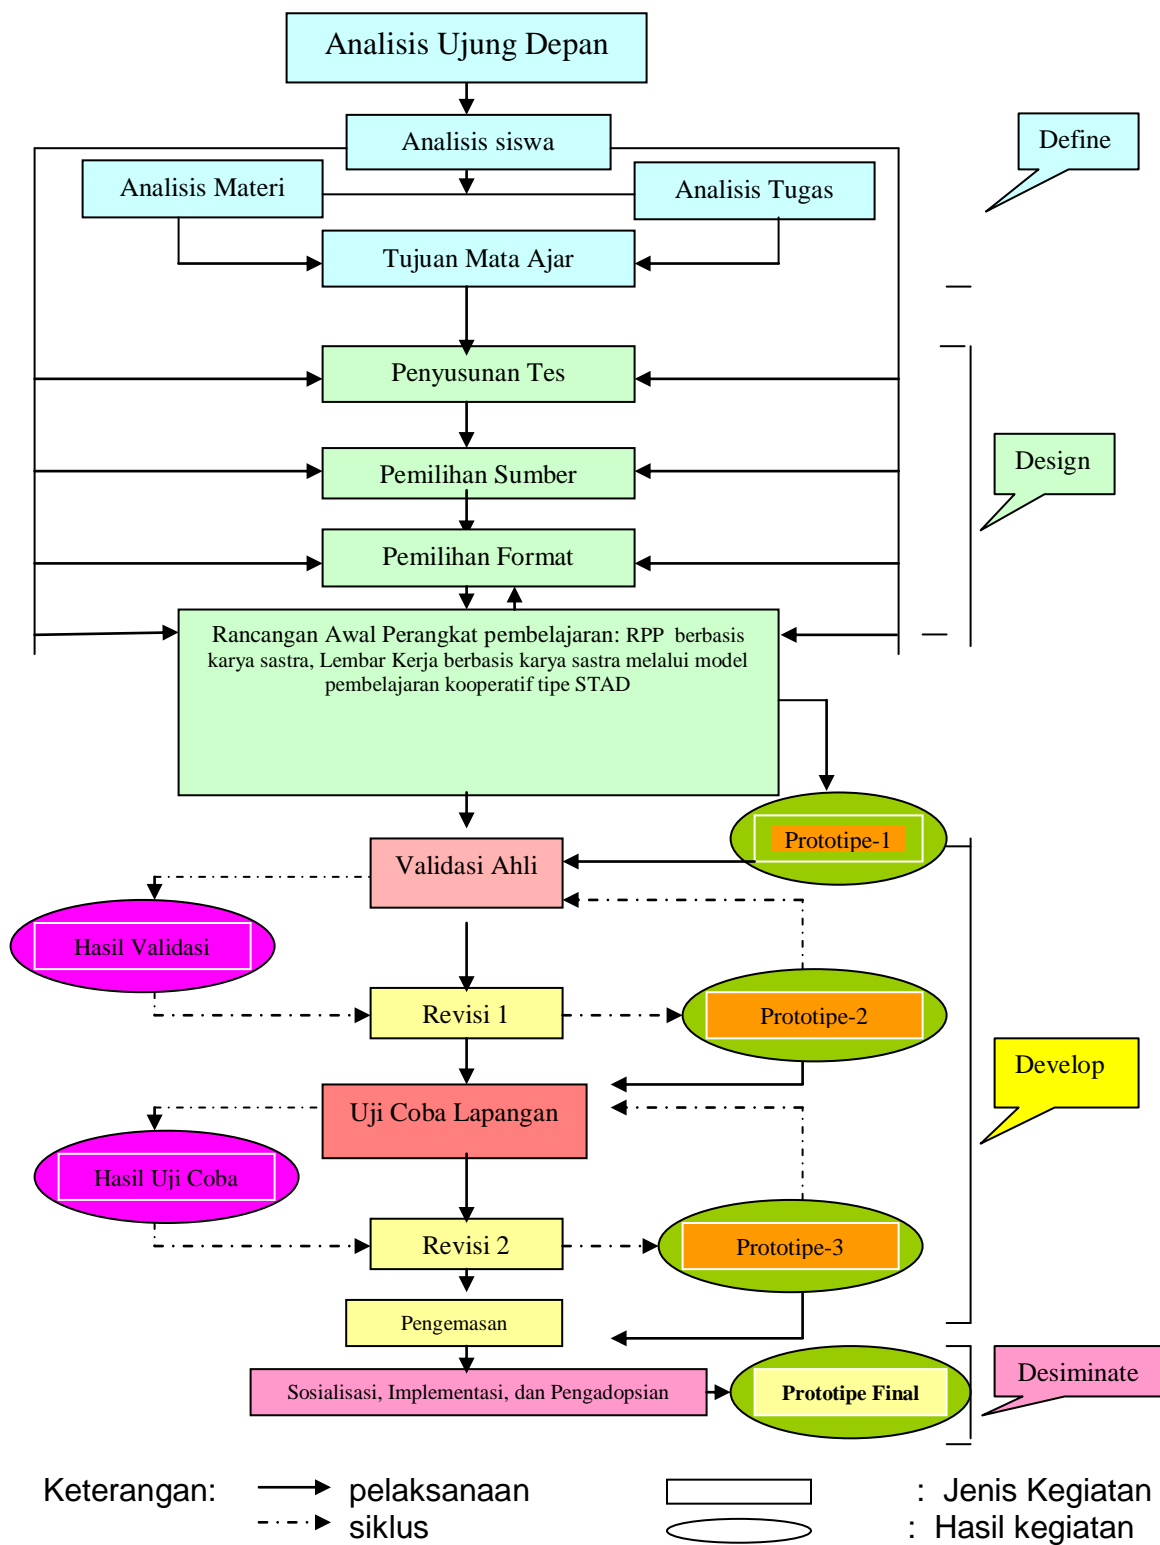 Analisis Ujung Depan
Analisis siswa
Define
Analisis Materi
Analisis Tugas
Tujuan Mata Ajar
Penyusunan Tes
Pemilihan Sumber
Design
Pemilihan Format
Rancangan Awal Perangkat pembelajaran: RPP berbasis
karya sastra, Lembar Kerja berbasis karya sastra melalui model
pembelajaran kooperatif tipe STAD
Prototipe-1
Validasi Ahli
Hasil Validasi
Revisi 1
Prototipe-2
Develop
Uji Coba Lapangan
Hasil Uji Coba
Revisi 2
Prototipe-3
Pengemasan
Sosialisasi, Implementasi, dan Pengadopsian
Prototipe Final
Desiminate
Keterangan: pelaksanaan : Jenis Kegiatan
siklus : Hasil kegiatan